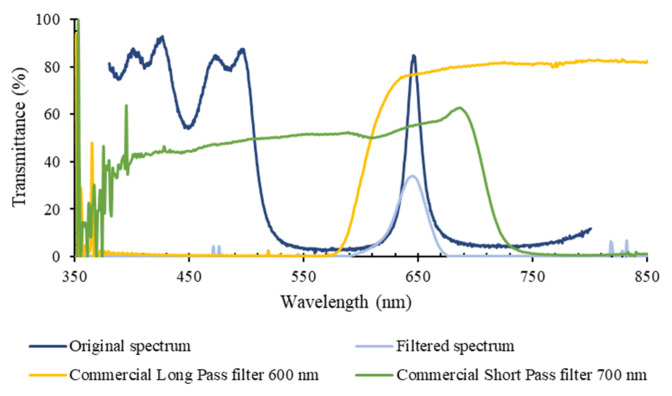 100
80
60
40
20
0
Transmittance (%)
350 450 550 650 750 850
Wavelength (nm)
Original spectrum Filtered spectrum
Commercial Long Pass filter 600 nm Commercial Short Pass filter 700 nm